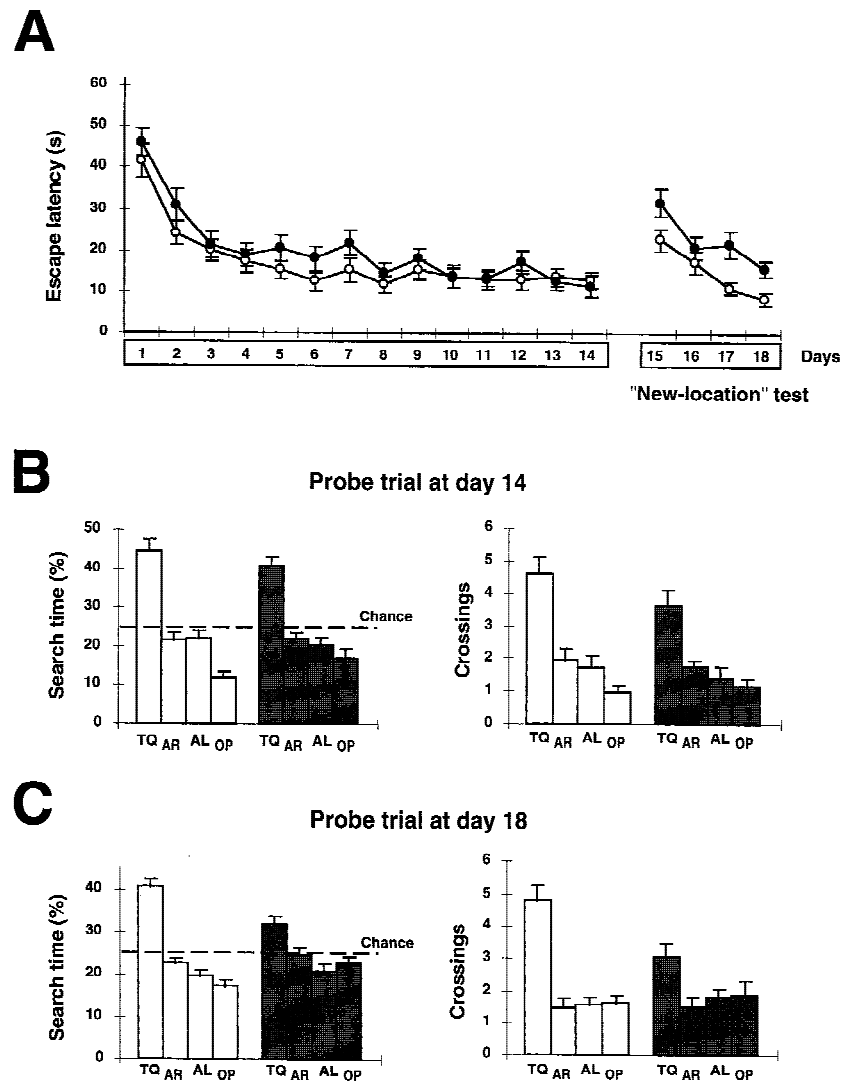 A
Escape latency (s)
60
50
40
30
20
10
0
1 2 3 4 5 6 7 8 9 10 11 12 13 14 15 16 17 18 Days
"New-location" test
B
Probe trial at day 14
Search time (%)
50
40
30
20
10
0
Chance
TQ AR AL OP TQ AR AL OP
Crossings
6
5
4
3
2
1
0
TQ AR AL OP TQ AR AL OP
C
Probe trial at day 18
Search time (%)
40
30
20
10
0
Chance
TQ AR AL OP TQ AR AL OP
Crossings
6
5
4
3
2
1
0
TQ AR AL OP TQ AR AL OP